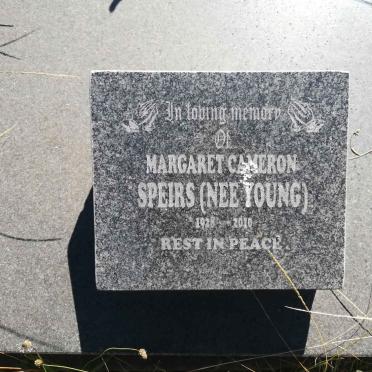 In loving memory
Of
MARGARET CAMERON
SPEIRS (NEE YOUNG)
2010
REST IN PEACE